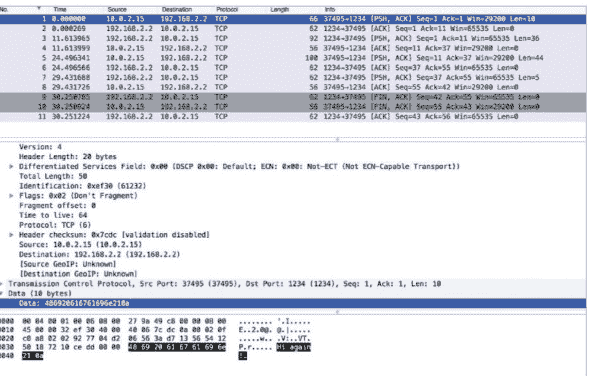 No. Time Source Destination Protocol Length Info
1 0.000000 10.0.2.15 192.168.2.2 TCP 66 37495→1234 [PSH, ACK] Seq=1 Ack=1 Win=29200 Len=10
2 0.000269 192.168.2.2 10.0.2.15 TCP 62 1234→37495 [ACK] Seq=1 Ack=11 Win=65535 Len=0
3 11.613965 192.168.2.2 10.0.2.15 TCP 92 1234→37495 [PSH, ACK] Seq=1 Ack=11 Win=65535 Len=36
4 11.613999 10.0.2.15 192.168.2.2 TCP 56 37495→1234 [ACK] Seq=11 Ack=37 Win=29200 Len=0
5 24.496341 10.0.2.15 192.168.2.2 TCP 100 37495→1234 [PSH, ACK] Seq=11 Ack=37 Win=29200 Len=44
6 24.496566 192.168.2.2 10.0.2.15 TCP 62 1234→37495 [ACK] Seq=37 Ack=55 Win=65535 Len=0
7 29.431688 192.168.2.2 10.0.2.15 TCP 62 1234→37495 [PSH, ACK] Seq=37 Ack=55 Win=65535 Len=5
8 29.431726 10.0.2.15 192.168.2.2 TCP 56 37495→1234 [ACK] Seq=55 Ack=42 Win=29200 Len=0
9 192.168.2.2 10.0.2.15 TCP 62 1234→37495 [FIN, ACK] Seq=42 Ack=55 Win=65535 Len=0
10 10.0.2.15 192.168.2.2 TCP 56 37495→1234 [FIN, ACK] Seq=55 Ack=43 Win=29200 Len=0
11 30.251224 192.168.2.2 10.0.2.15 TCP 62 1234→37495 [ACK] Seq=43 Ack=56 Win=65535 Len=0
Version: 4
Header Length: 20 bytes
Differentiated Services Field: 0x00 (DSCP 0x00: Default; ECN: 0x00: Not-ECT (Not ECN-Capable Transport))
Total Length: 50
Identification: 0xef30 (61232)
Flags: 0x02 (Don't Fragment)
Fragment offset: 0
Time to live: 64
Protocol: TCP (6)
Header checksum: 0x7cdc [validation disabled]
Source: 10.0.2.15 (10.0.2.15)
Destination: 192.168.2.2 (192.168.2.2)
[Source GeoIP: Unknown]
[Destination GeoIP: Unknown]
Transmission Control Protocol, Src Port: 37495 (37495), Dst Port: 1234 (1234), Seq: 1, Ack: 1, Len: 10
Data (10 bytes)
Data: 486920616761696e210a
0000 00 04 00 01 00 06 08 00 27 9a 49 c8 00 00 08 00 ........ '.I.....
0010 45 00 00 32 ef 30 40 00 40 06 7c dc 0a 00 02 0f E..2.0@. @.|.....
0020 c0 a8 02 02 92 77 04 d2 06 56 3a d7 13 56 54 12 .....w.. .V:..VT.
0030 50 18 72 10 ce dd 00 00 48 69 20 61 67 61 69 6e P.r..... Hi again
0040 21 0a !.